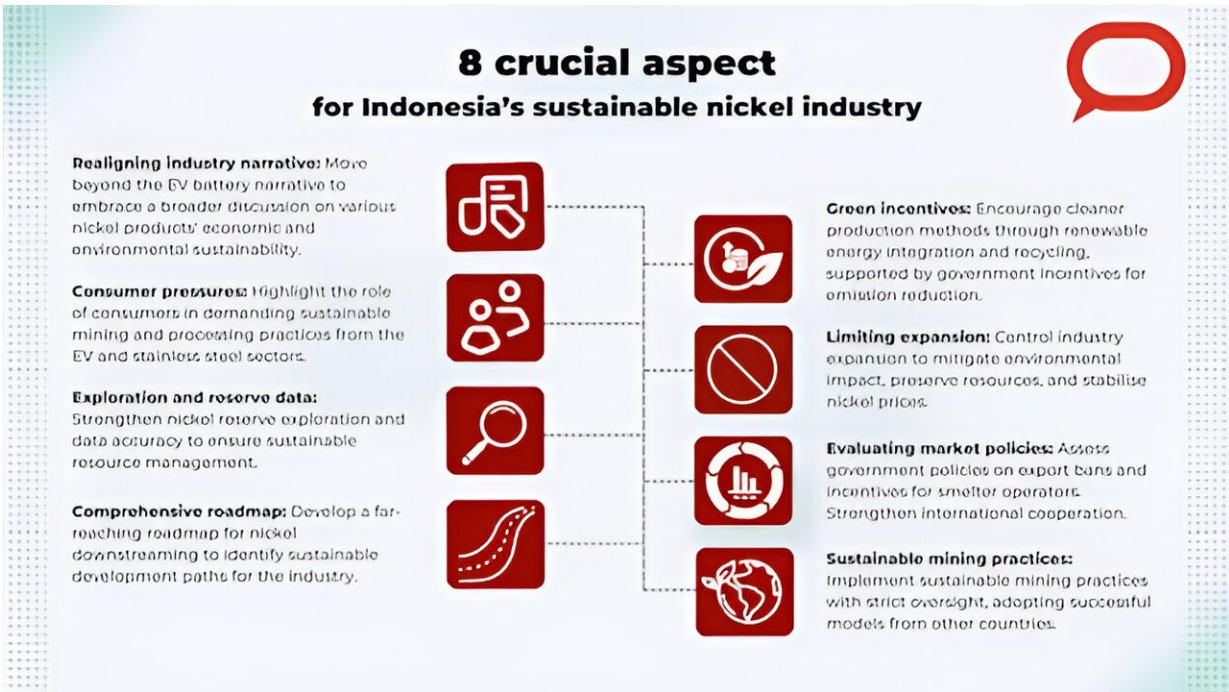 8 crucial aspect
for Indonesia's sustainable nickel industry
Realigning industry narrative: Move
beyond the EV battery narrative to
embrace a broader discussion on various
nickel products' economic and
environmental sustainability.
Consumer pressures: Highlight the role
of consumers in demanding sustainable
mining and processing practices from the
EV and stainless steel sectors.
Exploration and reserve data:
Strengthen nickel reserve exploration and
data accuracy to ensure sustainable
resource management.
Comprehensive roadmap: Develop a far-
reaching roadmap for nickel
downstreaming to identify sustainable
development paths for the industry.
Green incentives: Encourage cleaner
production methods through renewable
energy integration and recycling,
supported by government incentives for
emission reduction.
Limiting expansion: Control industry
expansion to mitigate environmental
impact, preserve resources, and stabilise
nickel prices.
Evaluating market policies: Assess
government policies on export bans and
incentives for smelter operators.
Strengthen international cooperation.
Sustainable mining practices:
Implement sustainable mining practices
with strict oversight, adopting successful
models from other countries.